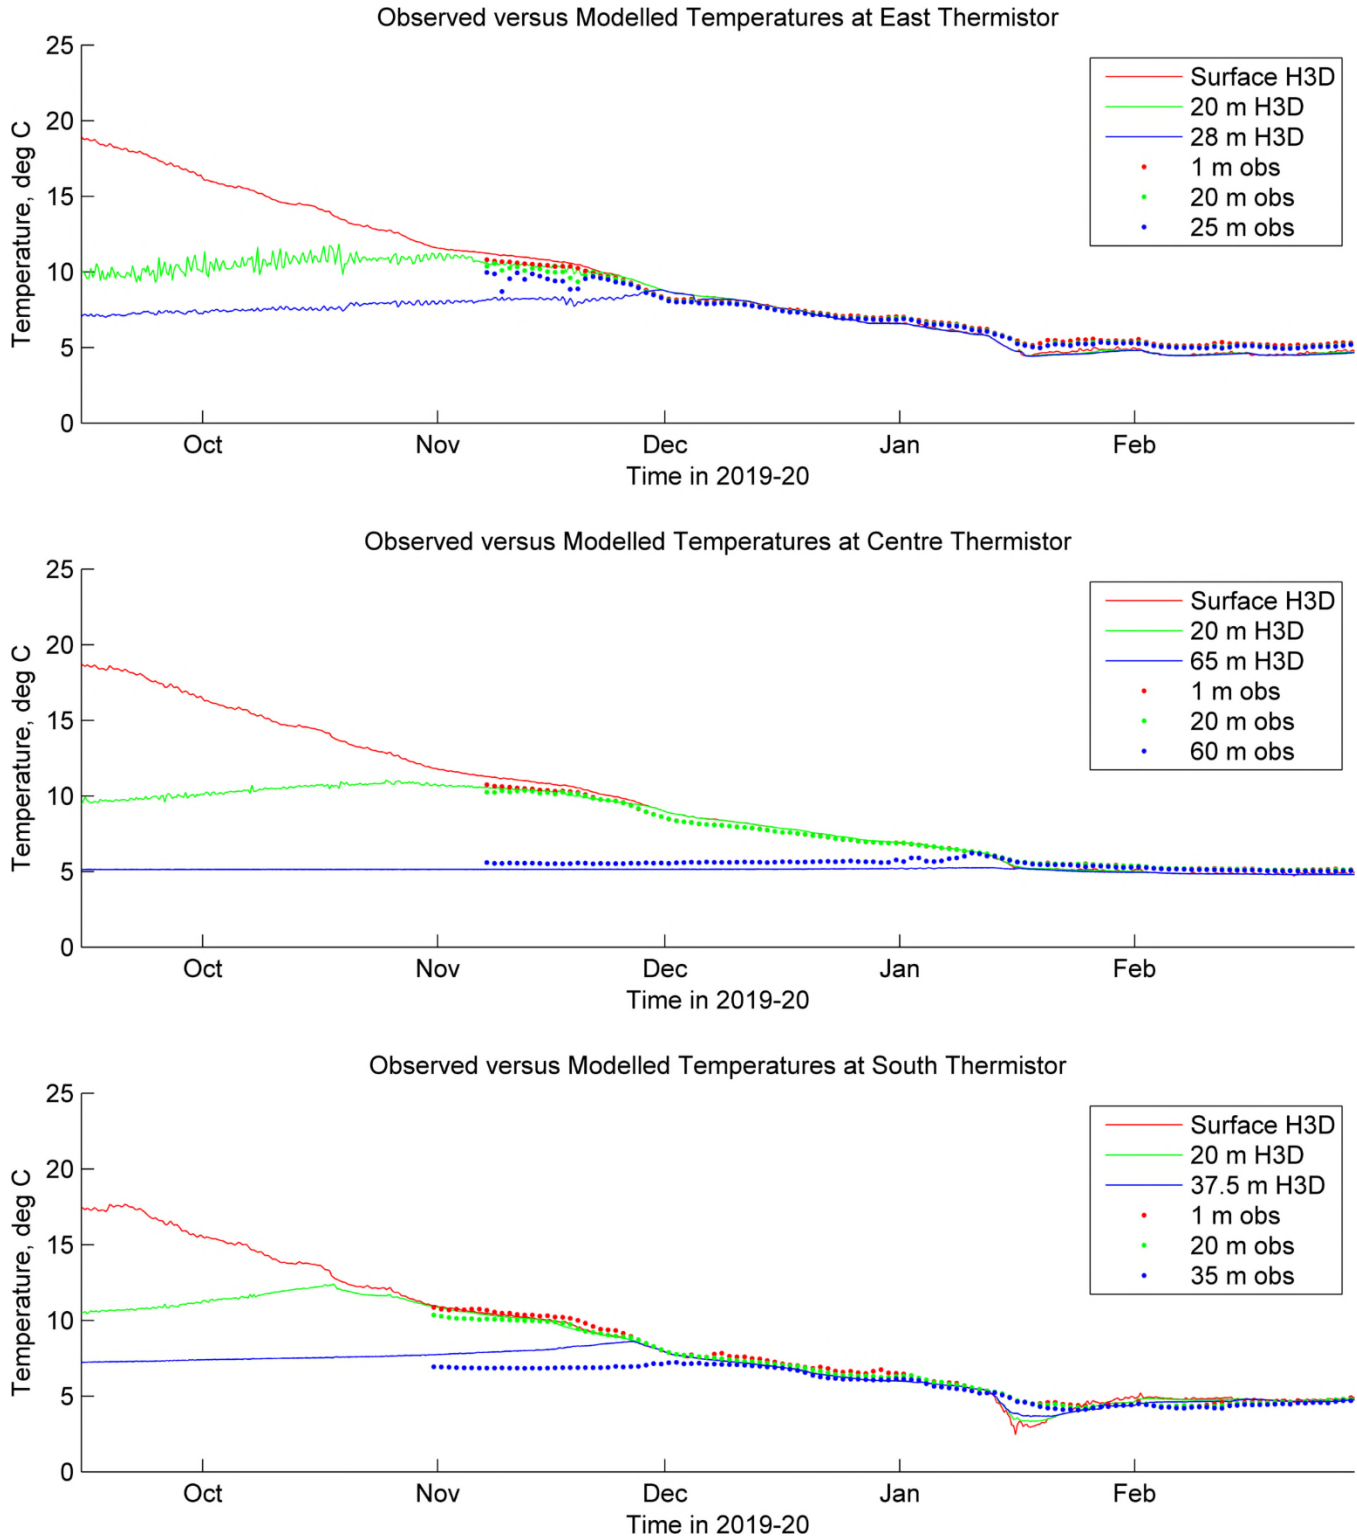 Observed versus Modelled Temperatures at East Thermistor
25
20
15
10
5
0
Temperature, deg C
Surface H3D
20 m H3D
28 m H3D
1 m obs
20 m obs
25 m obs
Oct Nov Dec Jan Feb
Time in 2019-20
Observed versus Modelled Temperatures at Centre Thermistor
25
20
15
10
5
0
Temperature, deg C
Surface H3D
20 m H3D
65 m H3D
1 m obs
20 m obs
60 m obs
Oct Nov Dec Jan Feb
Time in 2019-20
Observed versus Modelled Temperatures at South Thermistor
25
20
15
10
5
0
Temperature, deg C
Surface H3D
20 m H3D
37.5 m H3D
1 m obs
20 m obs
35 m obs
Oct Nov Dec Jan Feb
Time in 2019-20